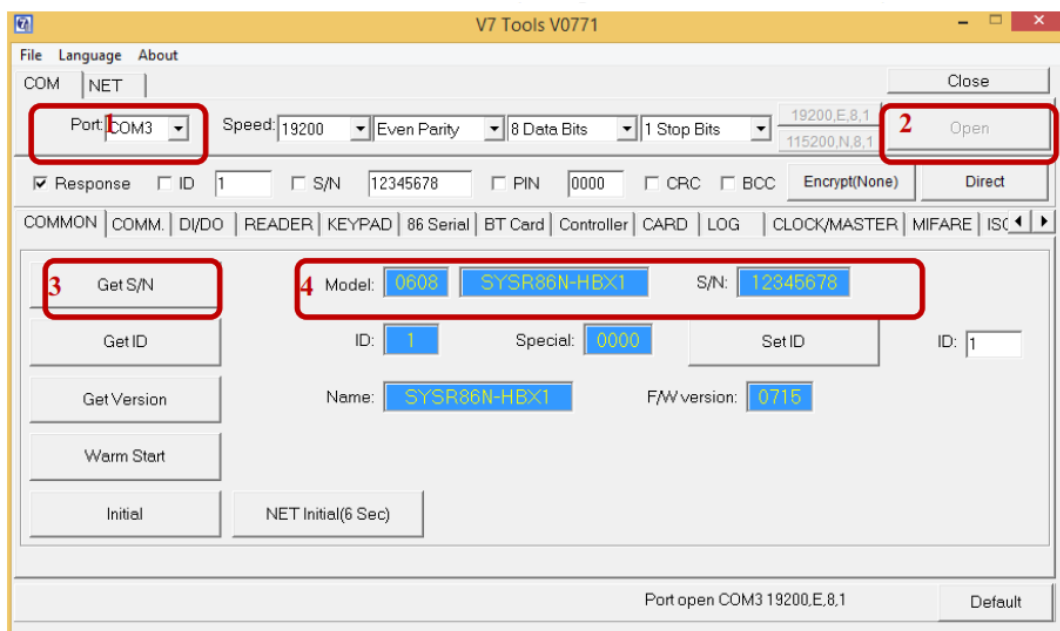 V7 Tools V0771
File Language About
COM NET Close
Port: 1 COM3 Speed: 19200 Even Parity 8 Data Bits 1 Stop Bits 19200,E,8,1 2 Open
115200,N,8,1
Response ID 1 S/N 12345678 PIN 0000 CRC BCC Encrypt(None) Direct
COMMON COMM. DI/DO READER KEYPAD 86 Serial BT Card Controller CARD LOG CLOCK/MASTER MIFARE
3 Get S/N 4 Model: 0608 SYSR86N-HBX1 S/N: 12345678
Get ID ID: 1 Special: 0000 Set ID ID: 1
Get Version Name: SYSR86N-HBX1 F/W version: 0715
Warm Start
Initial NET Initial(6 Sec)
Port open COM3 19200,E,8,1 Default